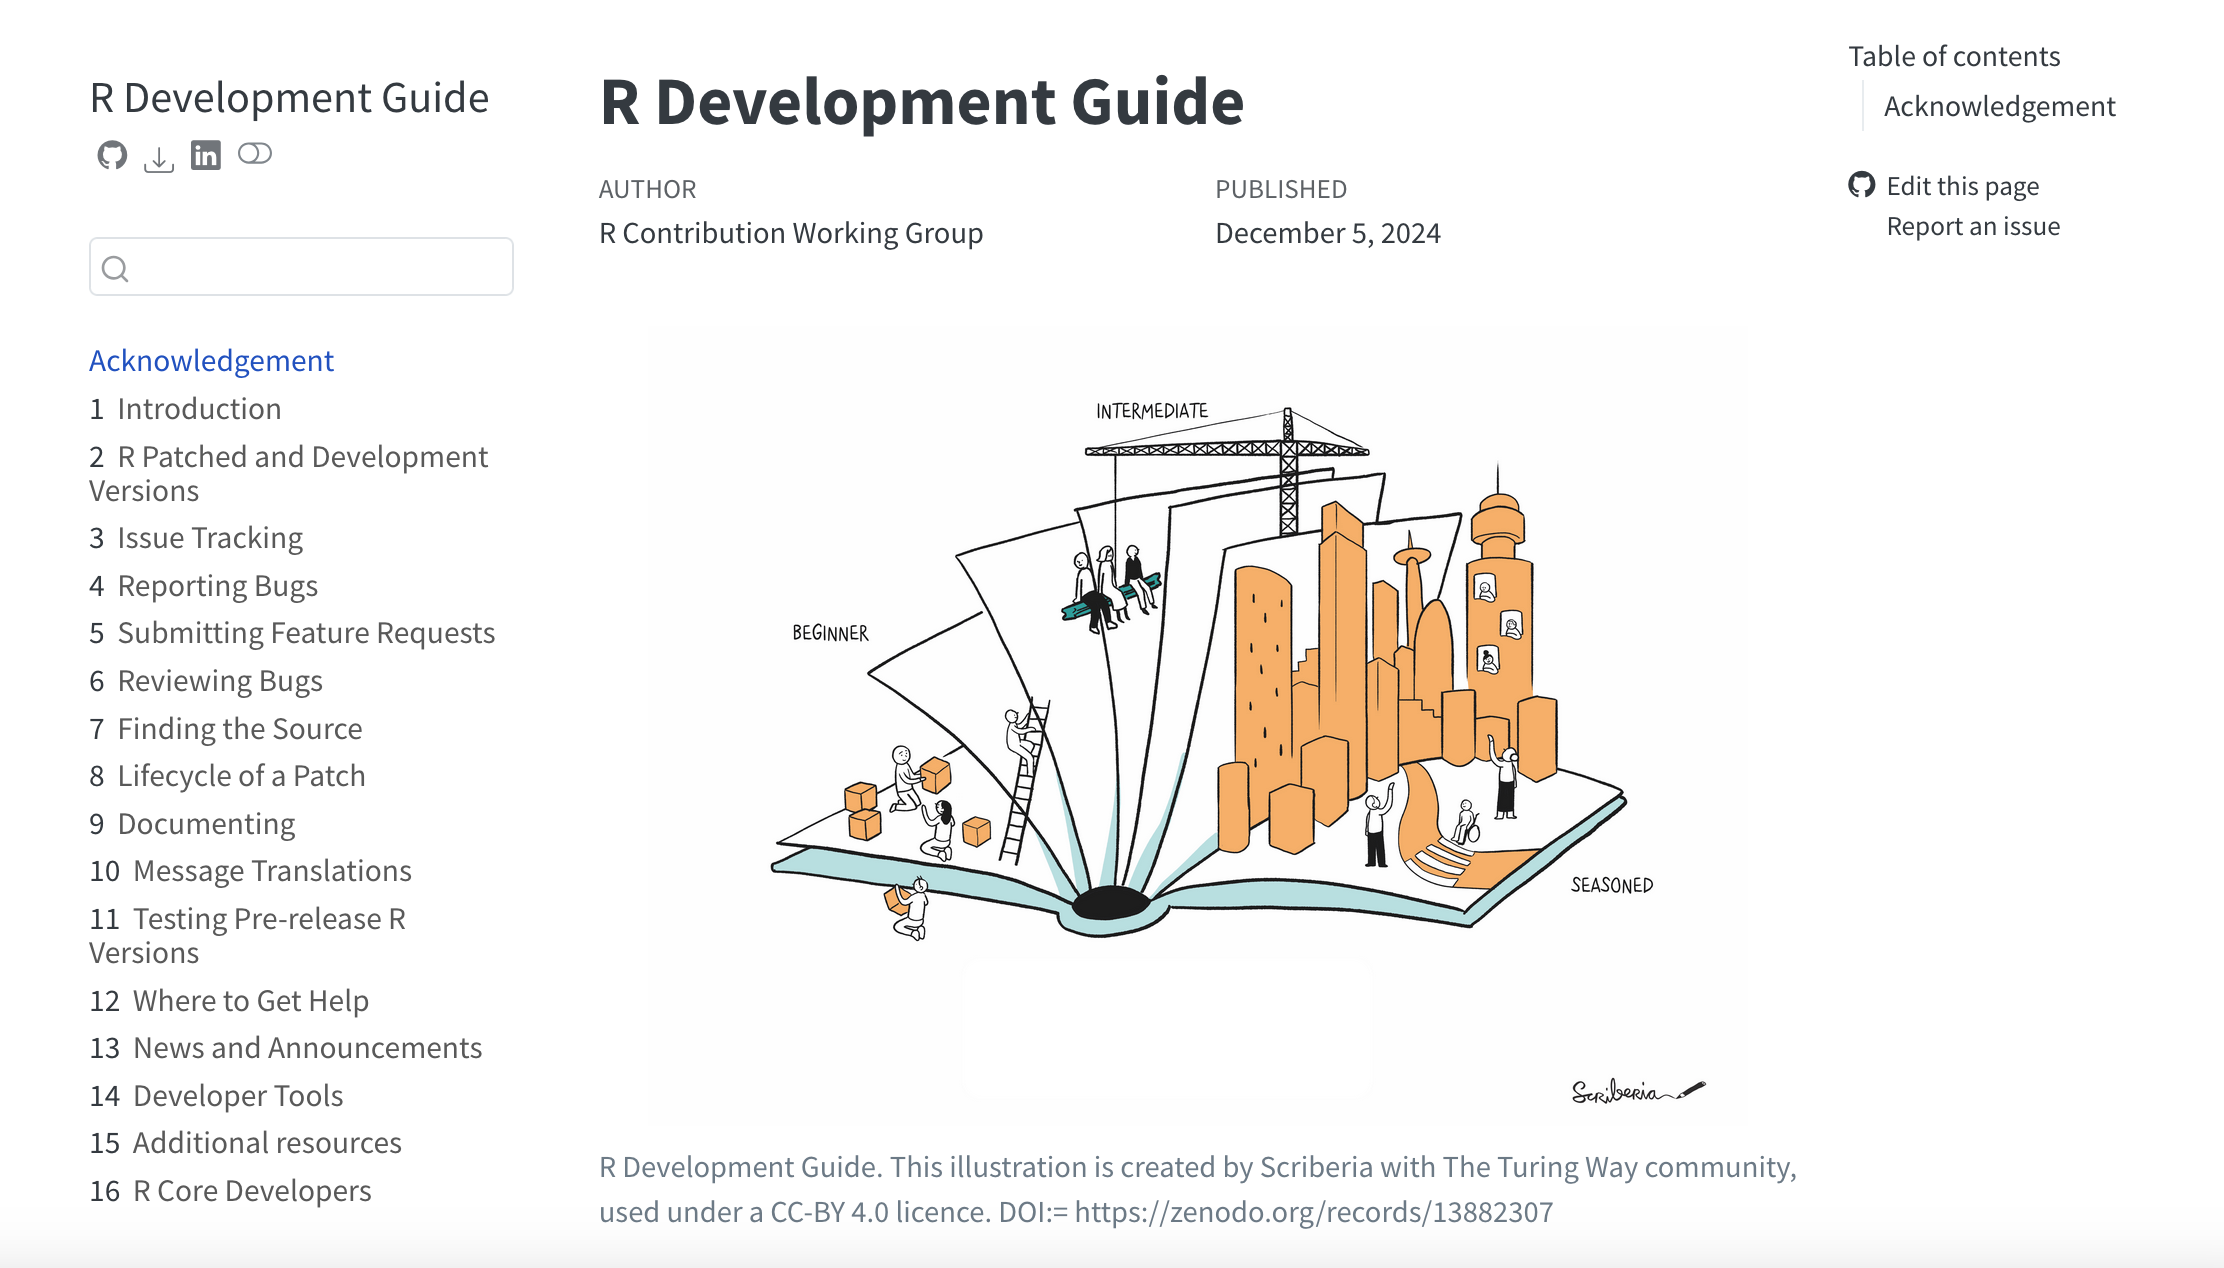 R Development Guide
Acknowledgement
1 Introduction
2 R Patched and Development
Versions
3 Issue Tracking
4 Reporting Bugs
5 Submitting Feature Requests
6 Reviewing Bugs
7 Finding the Source
8 Lifecycle of a Patch
9 Documenting
10 Message Translations
11 Testing Pre-release R
Versions
12 Where to Get Help
13 News and Announcements
14 Developer Tools
15 Additional resources
16 R Core Developers
R Development Guide
AUTHOR
R Contribution Working Group
PUBLISHED
December 5, 2024
INTERMEDIATE
BEGINNER
SEASONED
Scriberia
R Development Guide. This illustration is created by Scriberia with The Turing Way community,
used under a CC-BY 4.0 licence. DOI:= https://zenodo.org/records/13882307
Table of contents
Acknowledgement
Edit this page
Report an issue